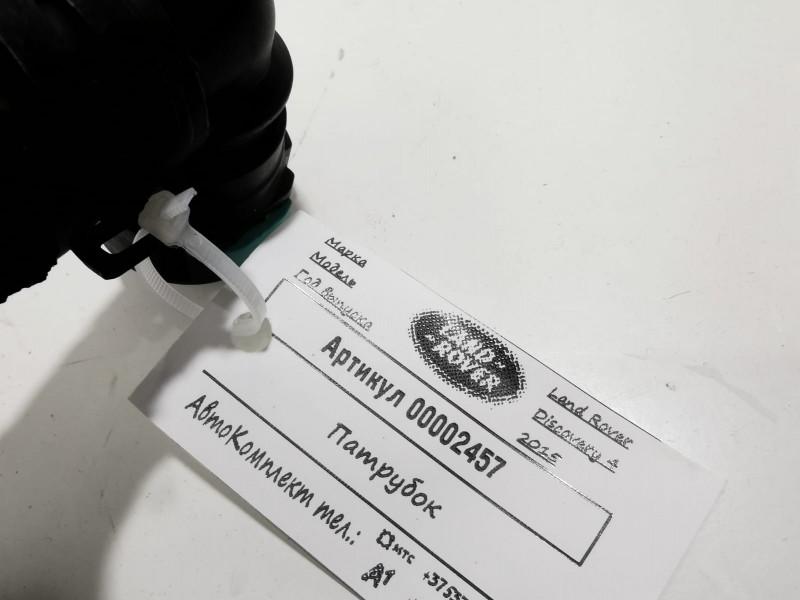 Марка
Модель
Год выпуска
LAND
ROVER
Land Rover
Discovery 4
2015
Артикул 00002457
Патрубок
АвтоКомплект тел.:
МТС
A1